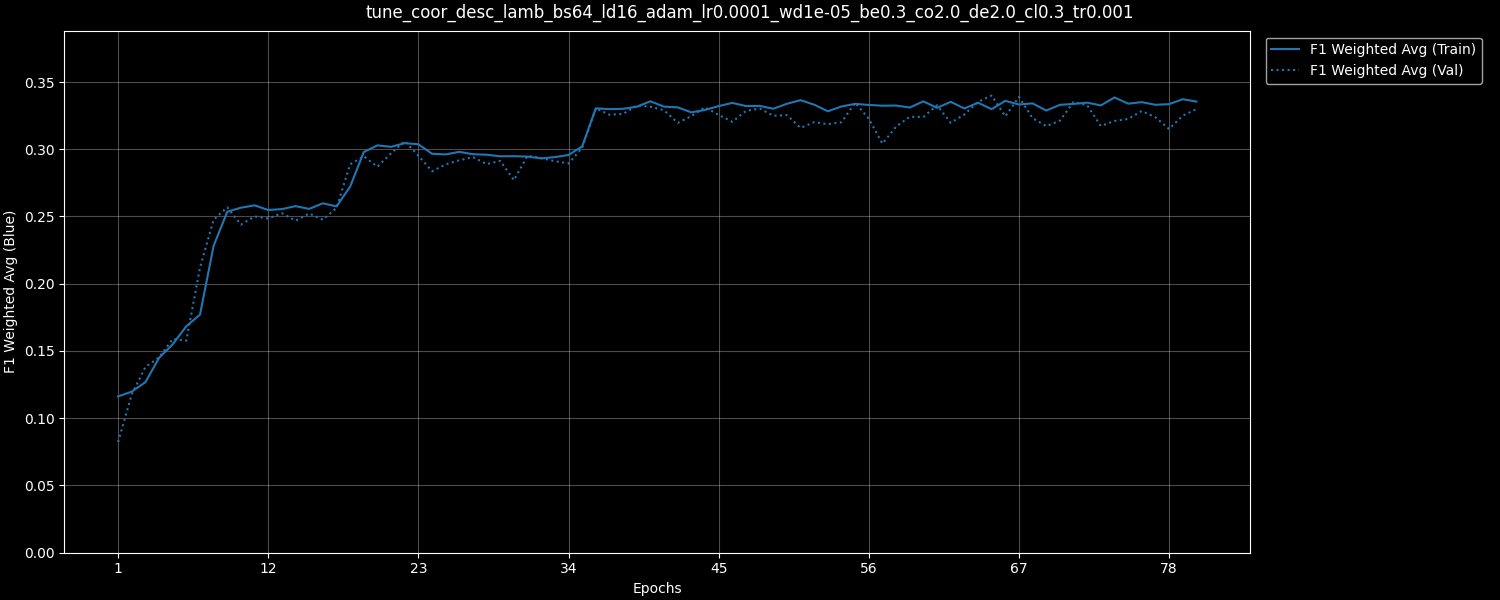 tune_coor_desc_lamb_bs64_ld16_adam_lr0.0001_wd1e-05_be0.3_co2.0_de2.0_cl0.3_tr0.001
F1 Weighted Avg (Train)
F1 Weighted Avg (Val)
F1 Weighted Avg (Blue)
0.35
0.30
0.25
0.20
0.15
0.10
0.05
0.00
1 12 23 34 45 56 67 78
Epochs